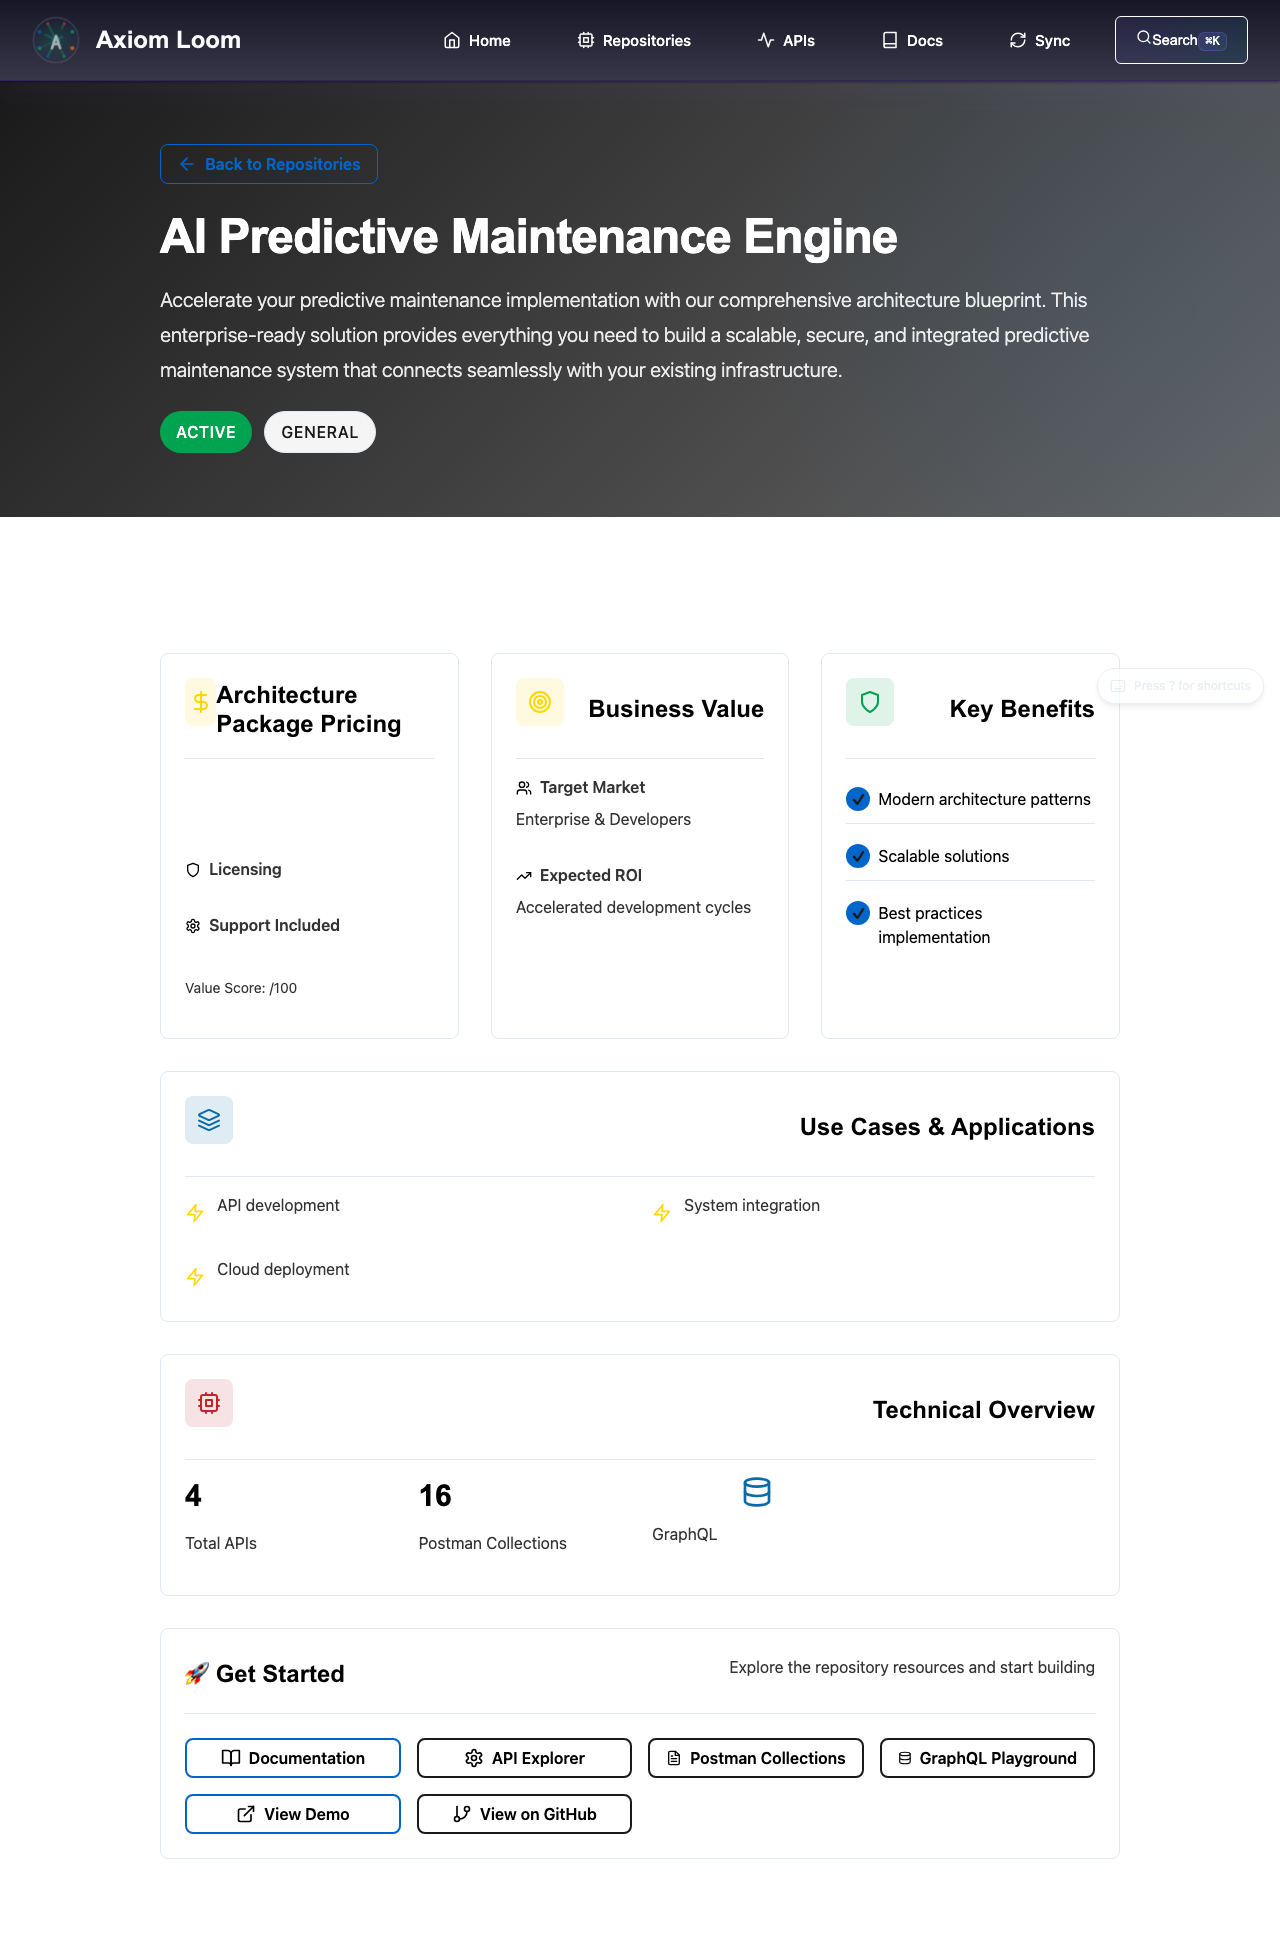 A
Axiom Loom
Home
Repositories
APIs
Docs
Sync
Search ⌘K
Back to Repositories
AI Predictive Maintenance Engine
Accelerate your predictive maintenance implementation with our comprehensive architecture blueprint. This
enterprise-ready solution provides everything you need to build a scalable, secure, and integrated predictive
maintenance system that connects seamlessly with your existing infrastructure.
ACTIVE
GENERAL
Architecture
Package Pricing
Licensing
Support Included
Value Score: /100
Business Value
Target Market
Enterprise & Developers
Expected ROI
Accelerated development cycles
Key Benefits
Modern architecture patterns
Scalable solutions
Best practices
implementation
Press ? for shortcuts
Use Cases & Applications
API development
System integration
Cloud deployment
Technical Overview
4
Total APIs
16
Postman Collections
GraphQL
🚀 Get Started
Explore the repository resources and start building
Documentation
API Explorer
Postman Collections
GraphQL Playground
View Demo
View on GitHub